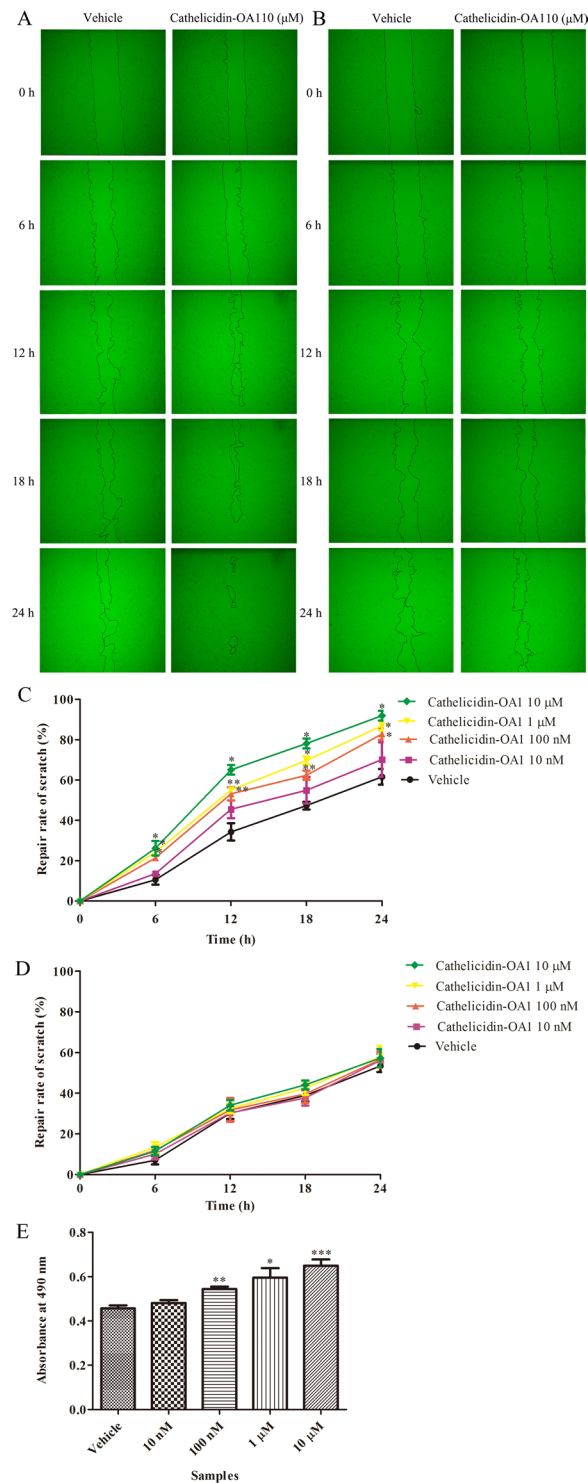 A
Vehicle
Cathelicidin-OA110 (μM)
B
Vehicle
Cathelicidin-OA110 (μM)
0 h
0 h
6 h
6 h
12 h
12 h
18 h
18 h
24 h
24 h
C
100
80
60
40
20
0
Repair rate of scratch (%)
0 6 12 18 24
Time (h)
* * * * * ** ** * * ** * * *
Cathelicidin-OA1 10 μM
Cathelicidin-OA1 1 μM
Cathelicidin-OA1 100 nM
Cathelicidin-OA1 10 nM
Vehicle
D
100
80
60
40
20
0
Repair rate of scratch (%)
0 6 12 18 24
Time (h)
Cathelicidin-OA1 10 μM
Cathelicidin-OA1 1 μM
Cathelicidin-OA1 100 nM
Cathelicidin-OA1 10 nM
Vehicle
E
0.8
0.6
0.4
0.2
0.0
Absorbance at 490 nm
** * ***
Vehicle 10 nM 100 nM 1 μM 10 μM
Samples